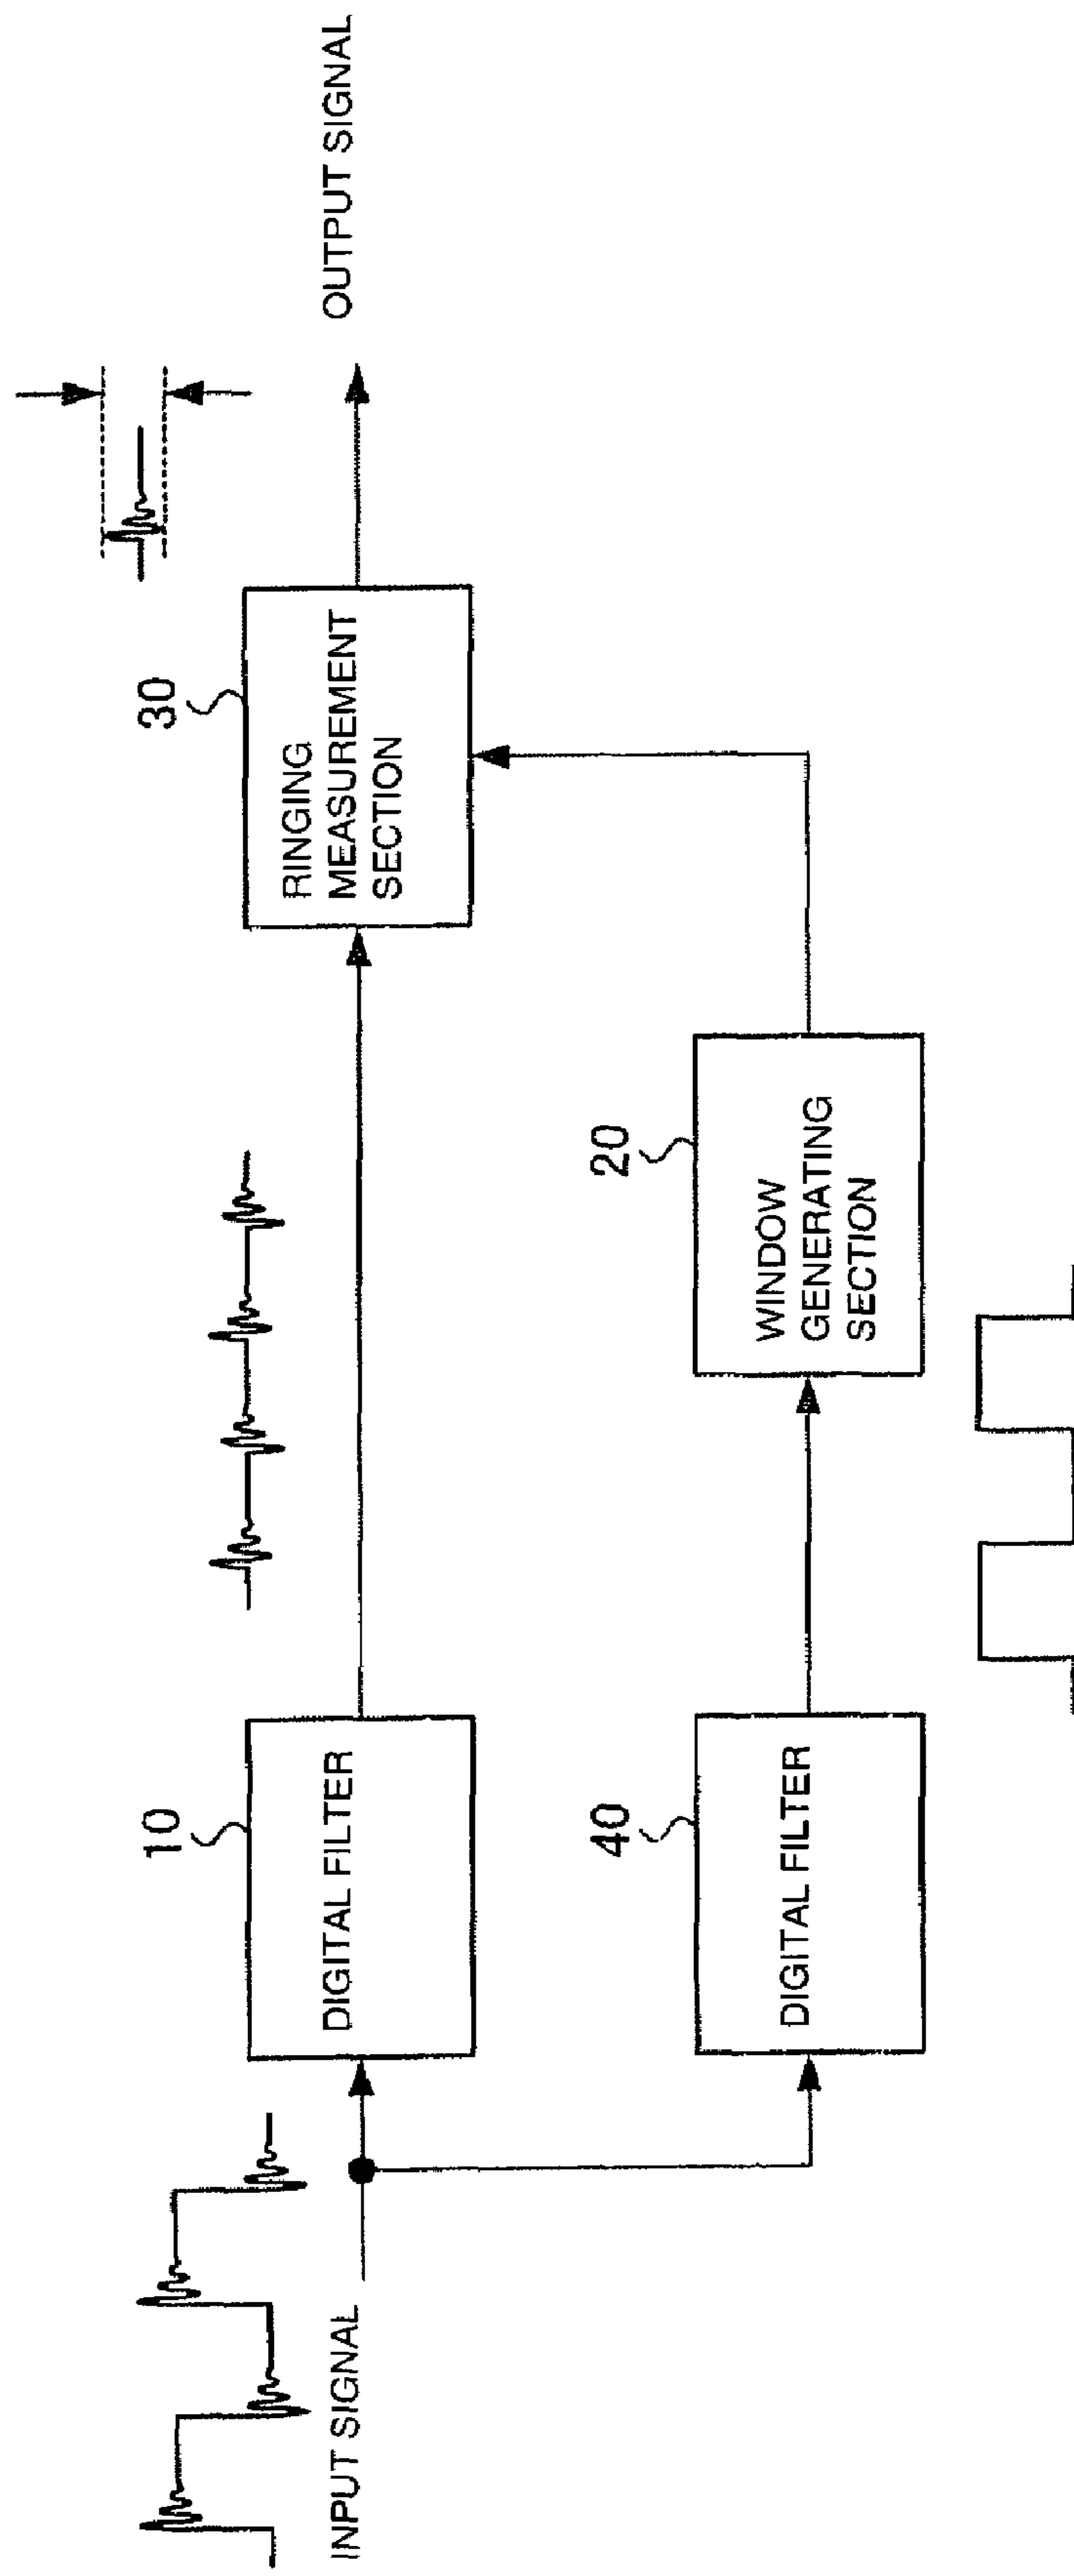 INPUT SIGNAL
10
DIGITAL FILTER
40
DIGITAL FILTER
20
WINDOW
GENERATING
SECTION
30
RINGING
MEASUREMENT
SECTION
OUTPUT SIGNAL